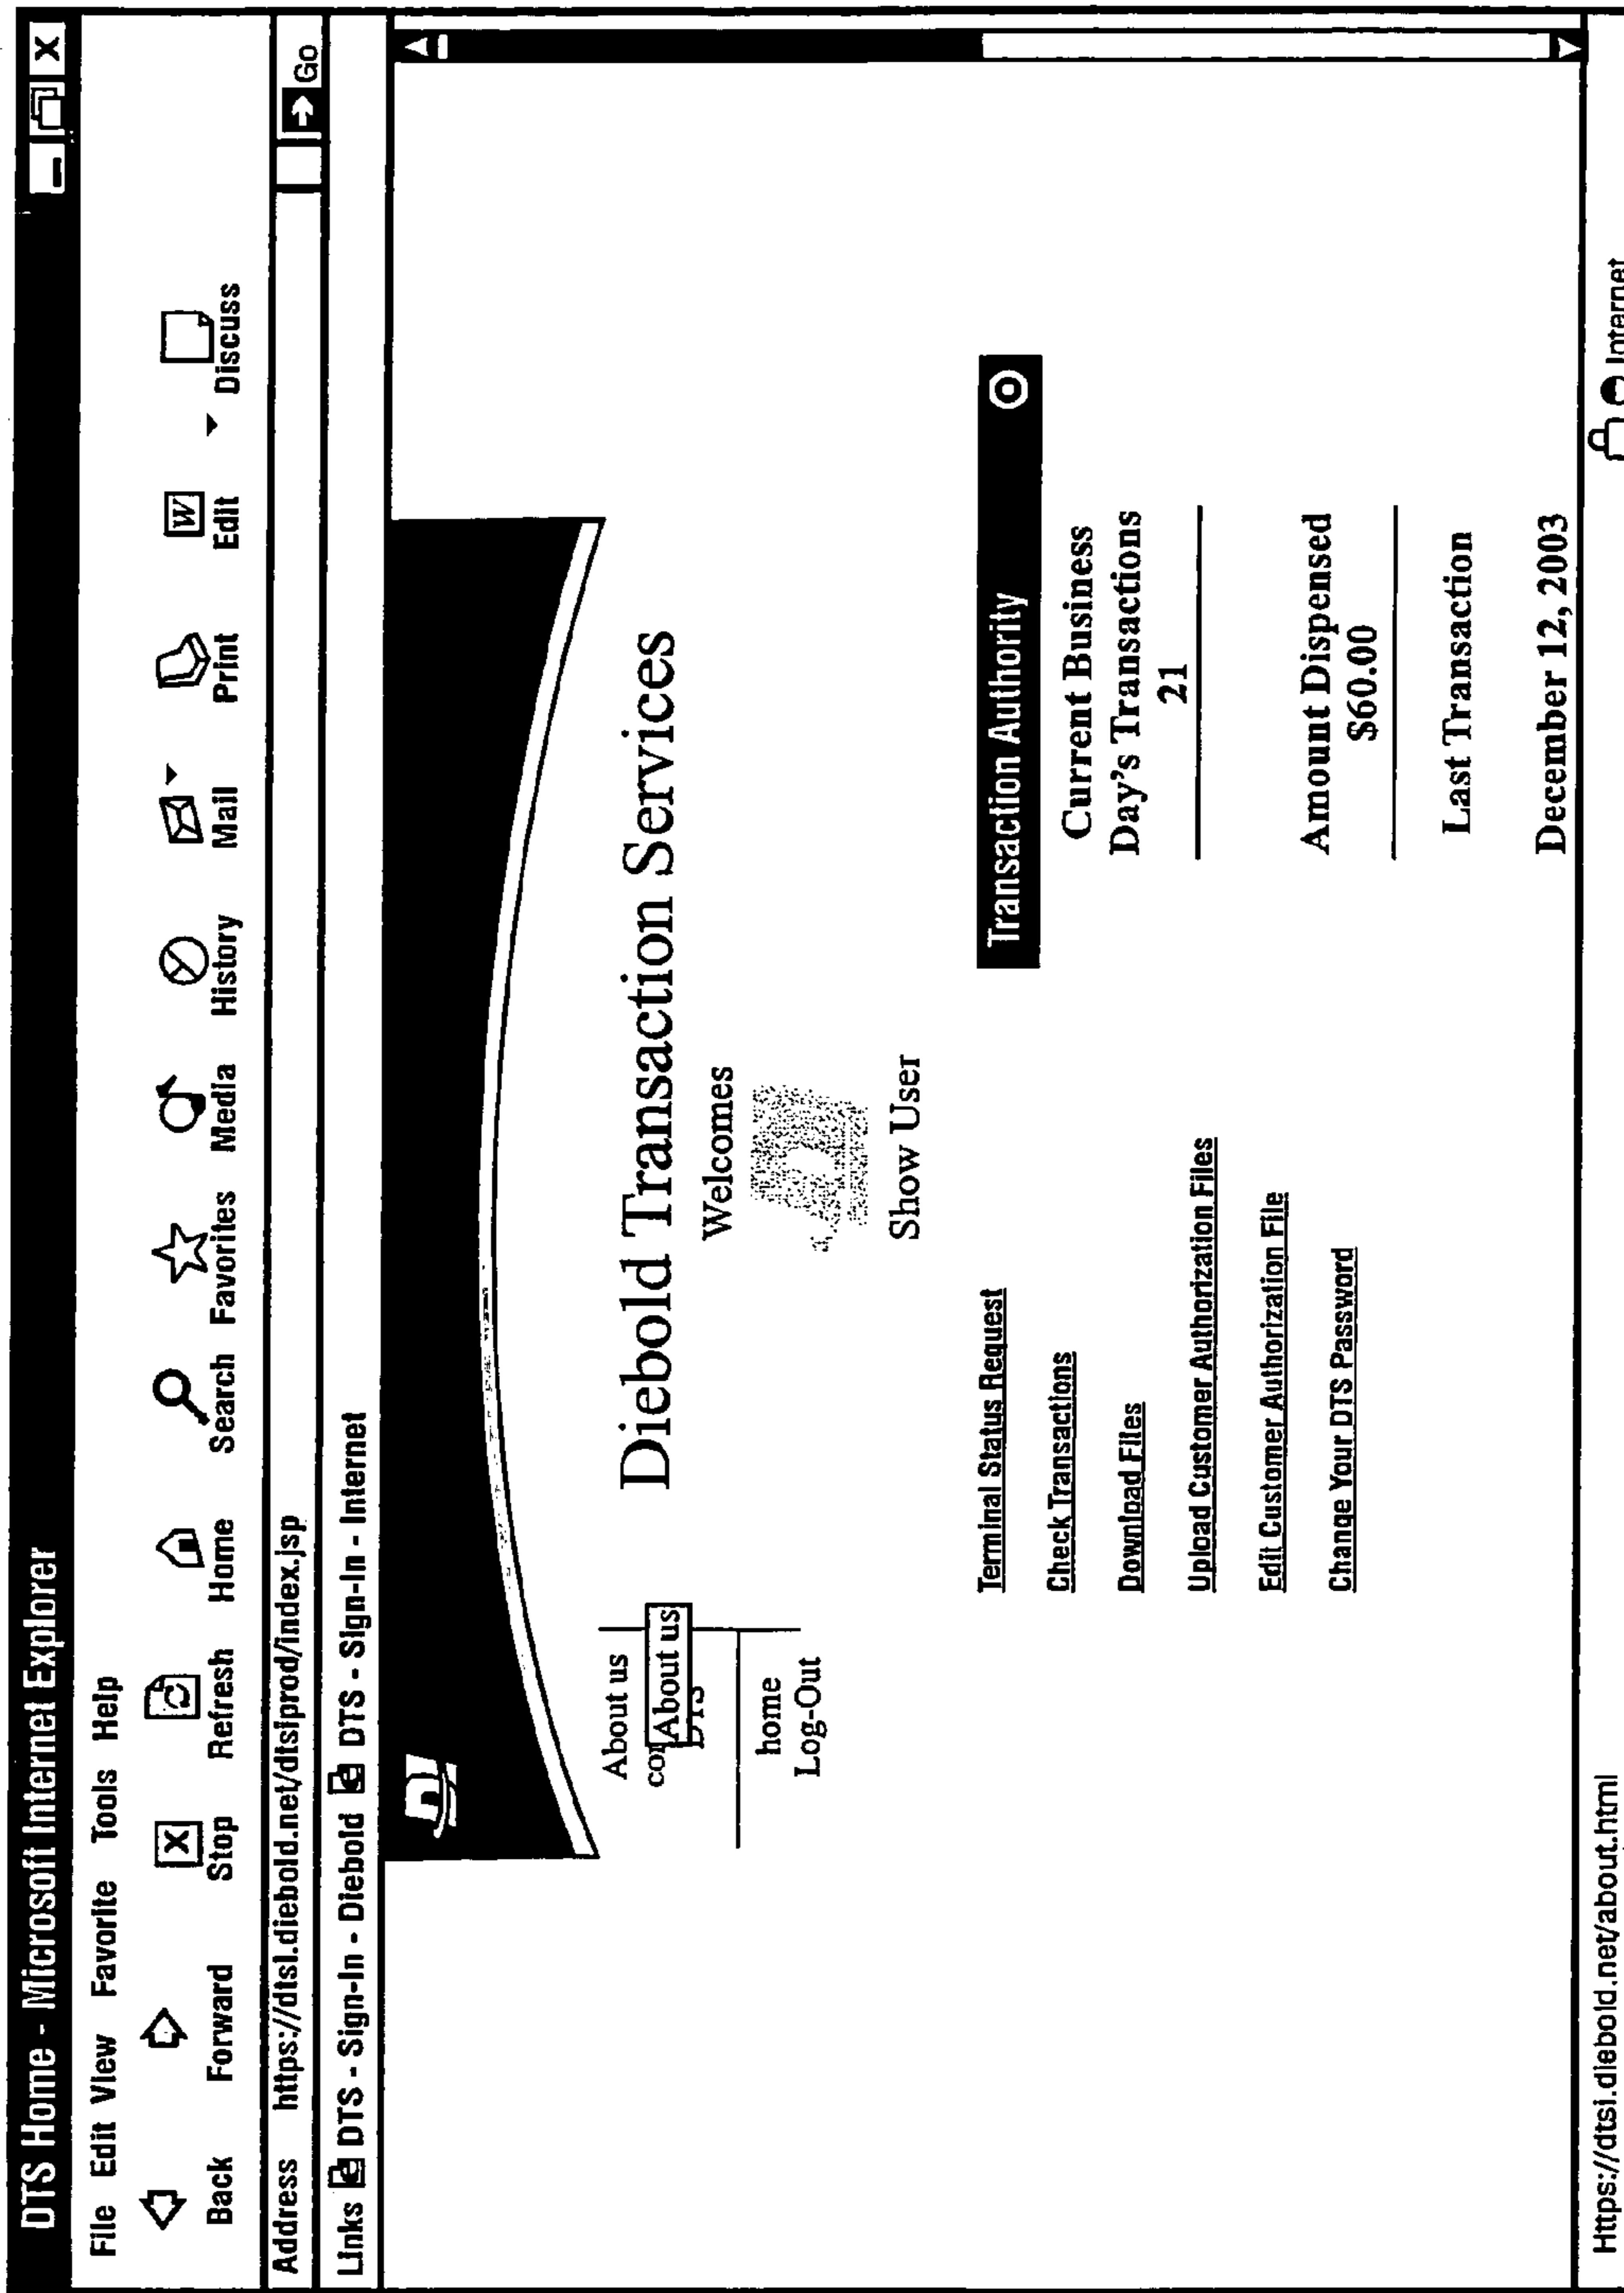 DTS Home - Microsoft Internet Explorer
File Edit View Favorite Tools Help
Back Forward Stop Refresh Home Search Favorites Media History Mail Print Edit Discuss
Address https://dtsl.diebold.net/dtsiprod/index.jsp Go
Links DTS - Sign-In - Diebold DTS - Sign-In - Internet
Diebold Transaction Services
Welcomes
Show User
About us
About us
home
Log-Out
Terminal Status Request
Check Transactions
Download Files
Upload Customer Authorization Files
Edit Customer Authorization File
Change Your DTS Password
Transaction Authority
Current Business
Day's Transactions
21
Amount Dispensed
$60.00
Last Transaction
December 12, 2003
Https://dtsi.diebold.net/about.html Internet